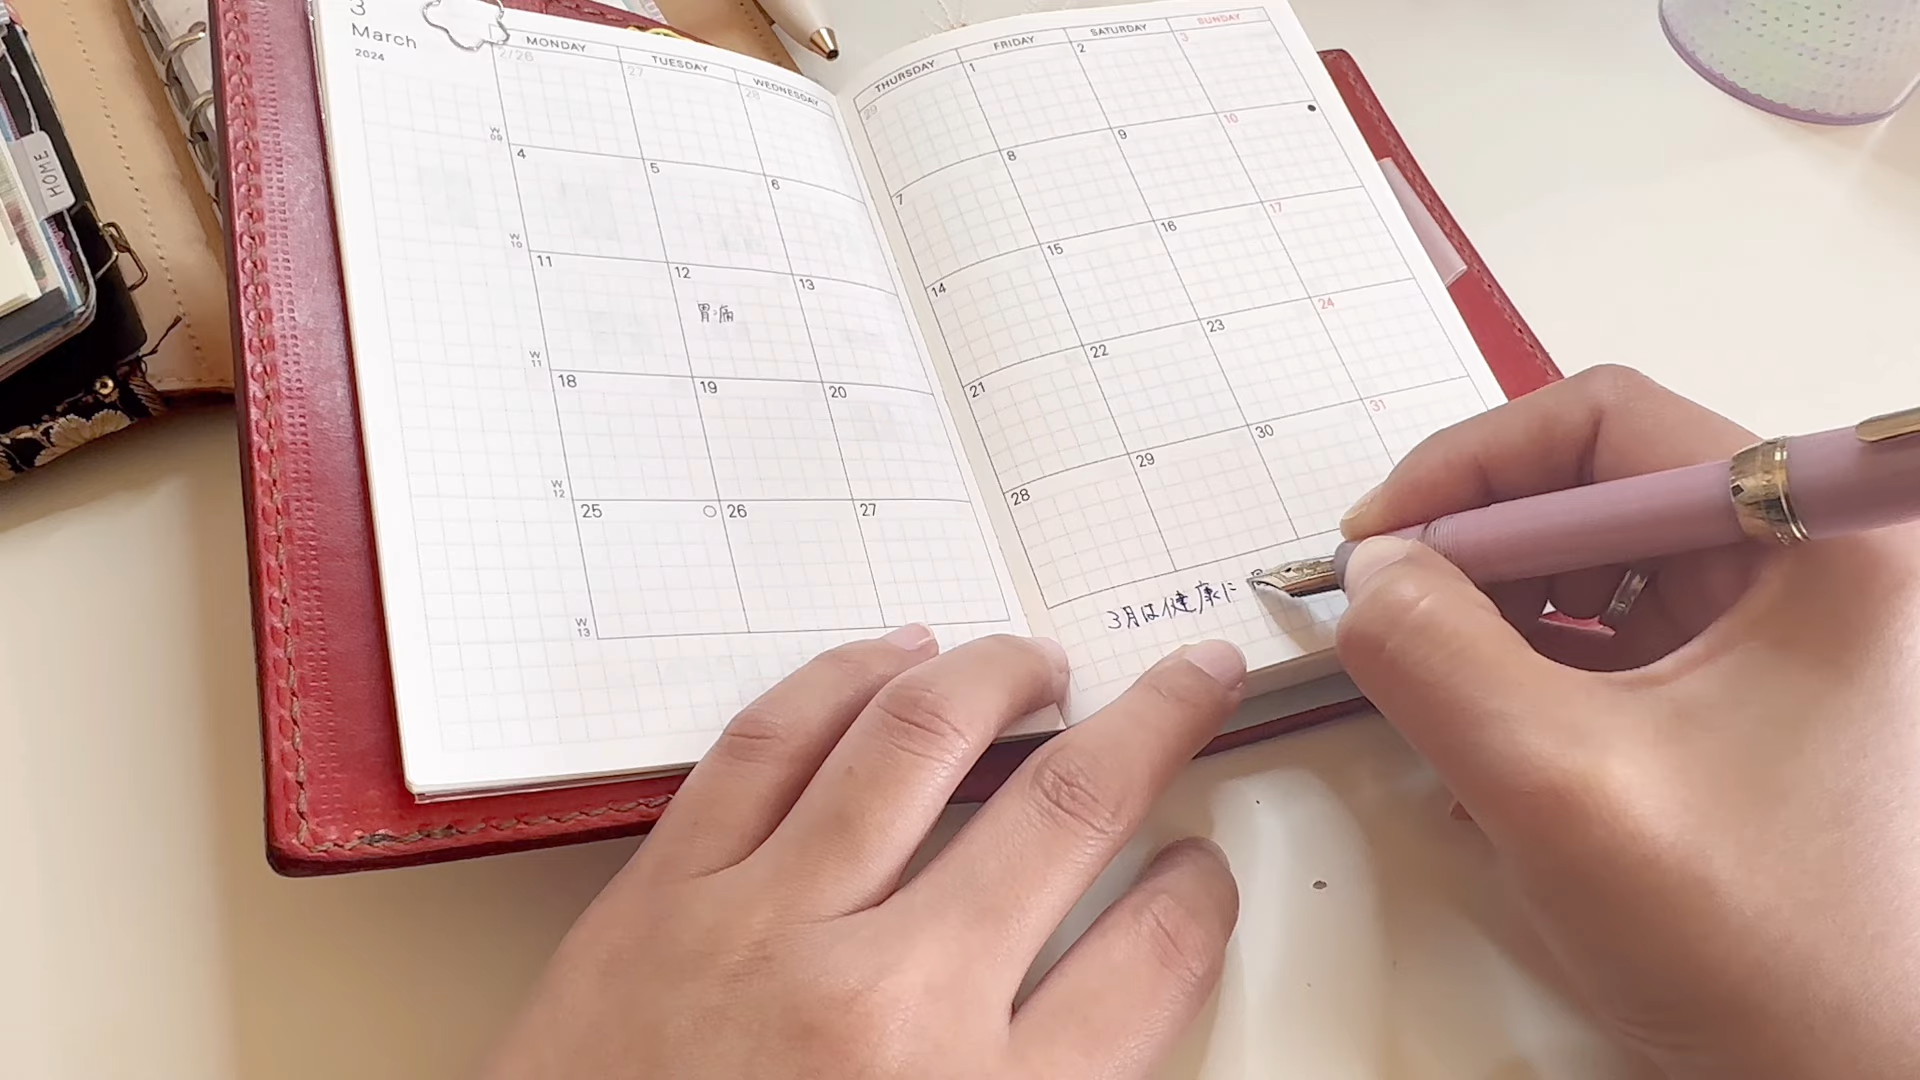 3
March
2024
MONDAY
TUESDAY
WEDNESDAY
THURSDAY
FRIDAY
SATURDAY
SUNDAY
2/26
27
28
29
1
2
3
W 09
4
5
6
7
8
9
10
W 10
11
12
13
14
15
16
17
胃痛
W 11
18
19
20
21
22
23
24
W 12
25
26
27
28
29
30
31
W 13
3月は健康に
HOME